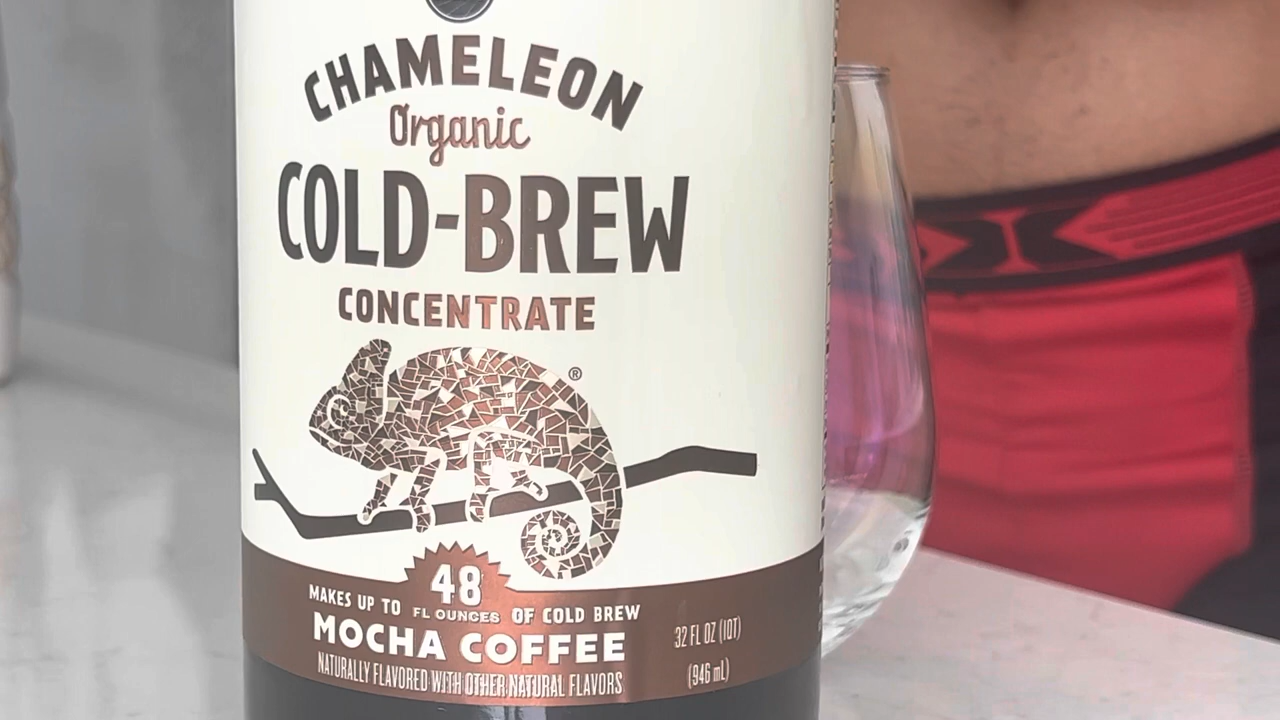 CHAMELEON
Organic
COLD-BREW
CONCENTRATE
®
MAKES UP TO 48 FL OUNCES OF COLD BREW
MOCHA COFFEE
NATURALLY FLAVORED WITH OTHER NATURAL FLAVORS
32 FL OZ (1QT)
(946 mL)